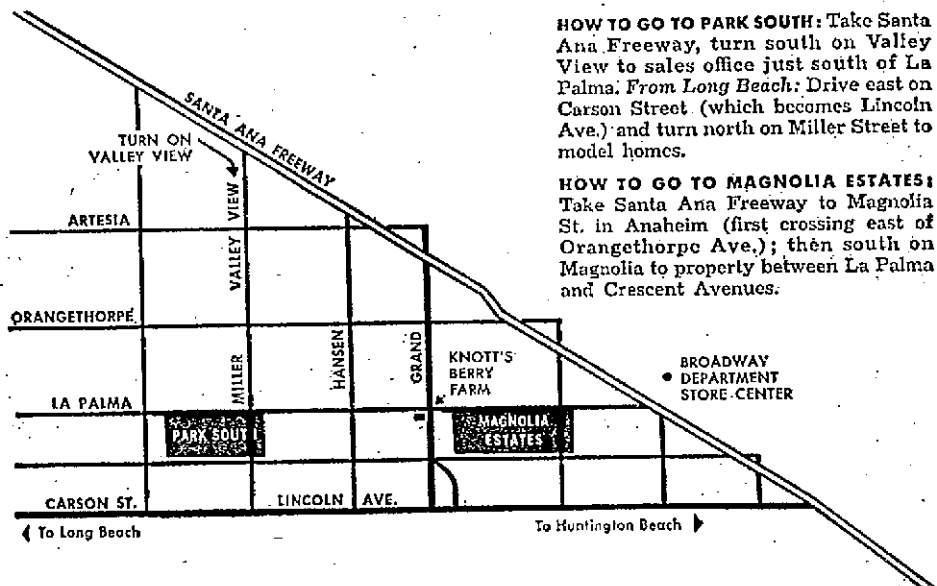 HOW TO GO TO PARK SOUTH: Take Santa
Ana Freeway, turn south on Valley
View to sales office just south of La
Palma. From Long Beach: Drive east on
Carson Street (which becomes Lincoln
Ave.) and turn north on Miller Street to
model homes.
HOW TO GO TO MAGNOLIA ESTATES:
Take Santa Ana Freeway to Magnolia
St. in Anaheim (first crossing east of
Orangethorpe Ave.); then south on
Magnolia to property between La Palma
and Crescent Avenues.
SANTA ANA FREEWAY
TURN ON
VALLEY VIEW
ARTESIA
VALLEY VIEW
ORANGETHORPE
MILLER
HANSEN
GRAND
KNOTT'S
BERRY
FARM
BROADWAY
DEPARTMENT
STORE CENTER
LA PALMA
PARK SOUTH
MAGNOLIA
ESTATES
CARSON ST.
LINCOLN AVE.
To Long Beach
To Huntington Beach